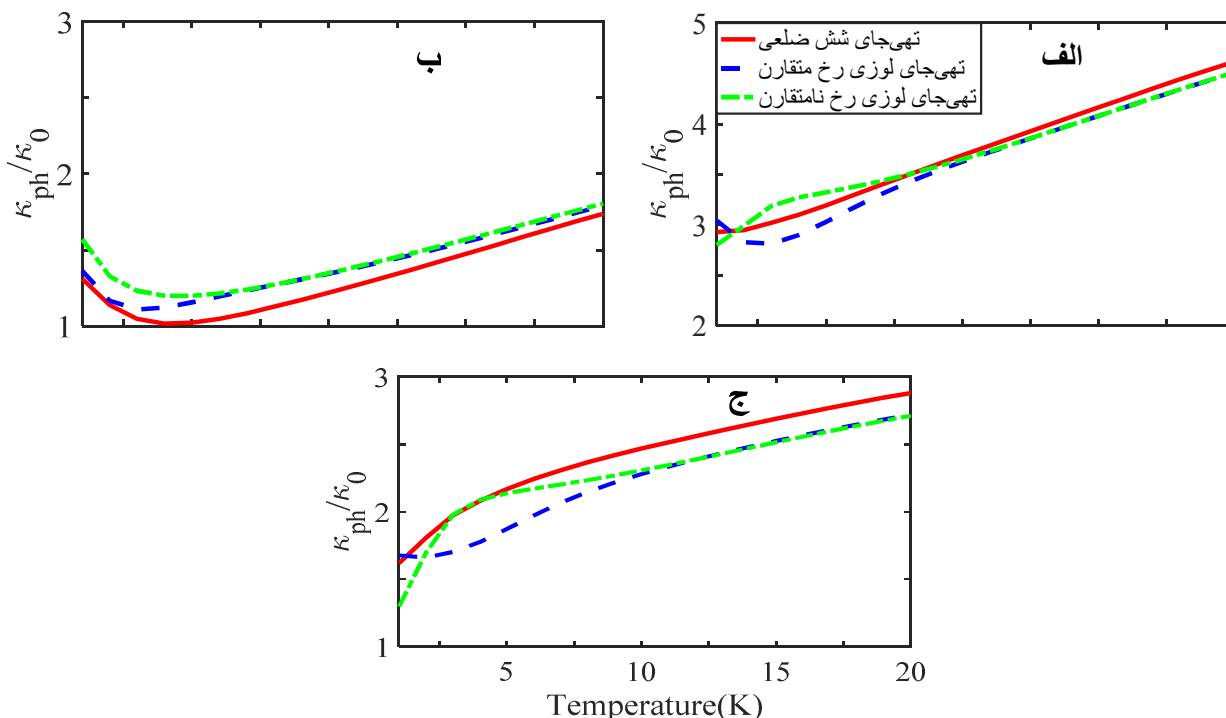 الف
تهی‌جای شش ضلعی
تهی‌جای لوزی رخ متقارن
تهی‌جای لوزی رخ نامتقارن
5
4
3
2
κph/κ0
ب
3
2
1
κph/κ0
ج
3
2
1
κph/κ0
5 10 15 20
Temperature(K)